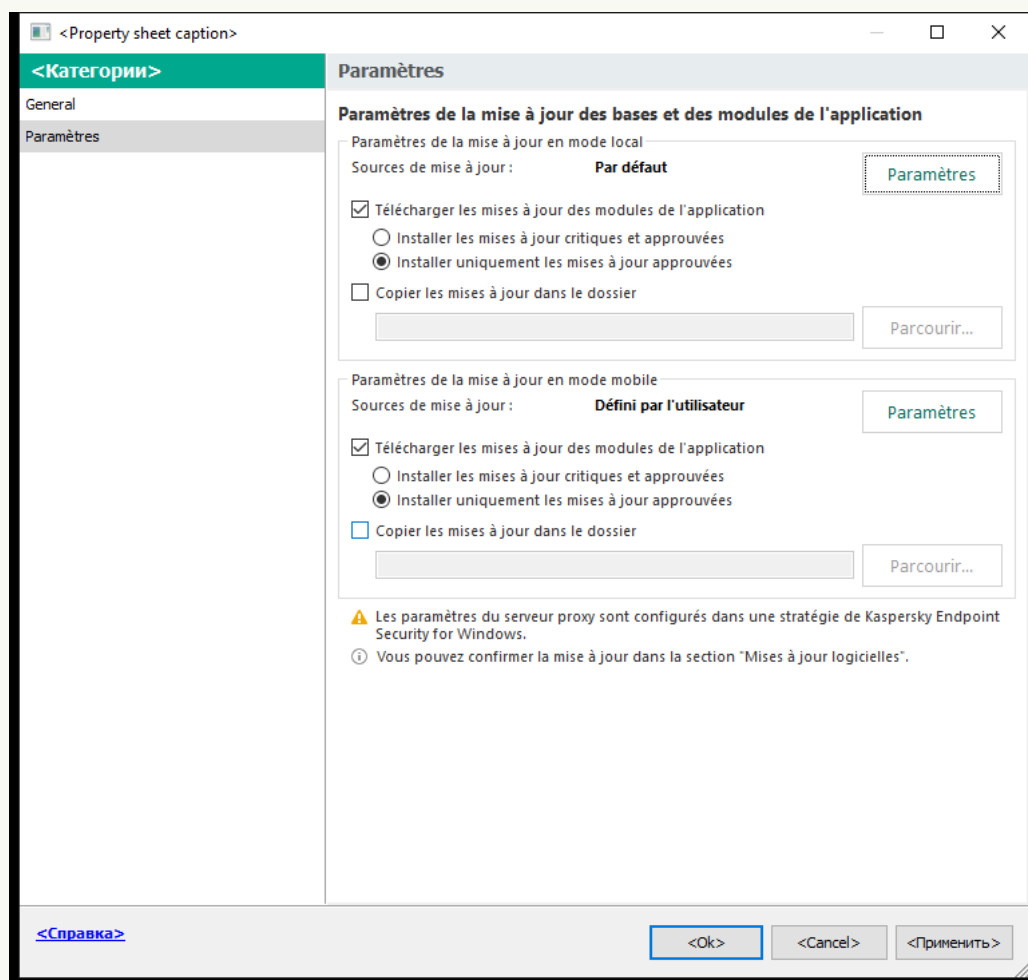 <Property sheet caption>
<Категории>
General
Paramètres
Paramètres
Paramètres de la mise à jour des bases et des modules de l'application
Paramètres de la mise à jour en mode local
Sources de mise à jour : Par défaut Paramètres
Télécharger les mises à jour des modules de l'application
Installer les mises à jour critiques et approuvées
Installer uniquement les mises à jour approuvées
Copier les mises à jour dans le dossier
Parcourir...
Paramètres de la mise à jour en mode mobile
Sources de mise à jour : Défini par l'utilisateur Paramètres
Télécharger les mises à jour des modules de l'application
Installer les mises à jour critiques et approuvées
Installer uniquement les mises à jour approuvées
Copier les mises à jour dans le dossier
Parcourir...
Les paramètres du serveur proxy sont configurés dans une stratégie de Kaspersky Endpoint
Security for Windows.
Vous pouvez confirmer la mise à jour dans la section "Mises à jour logicielles".
<Справка>
<Ok> <Cancel> <Применить>